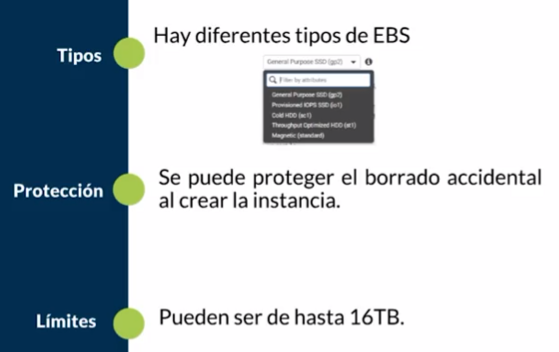 Tipos
Hay diferentes tipos de EBS
General Purpose SSD (gp2)
Filter by attributes
General Purpose SSD (gp2)
Provisioned IOPS SSD (io1)
Cold HDD (sc1)
Throughput Optimized HDD (st1)
Magnetic (standard)
Protección
Se puede proteger el borrado accidental
al crear la instancia.
Límites
Pueden ser de hasta 16TB.